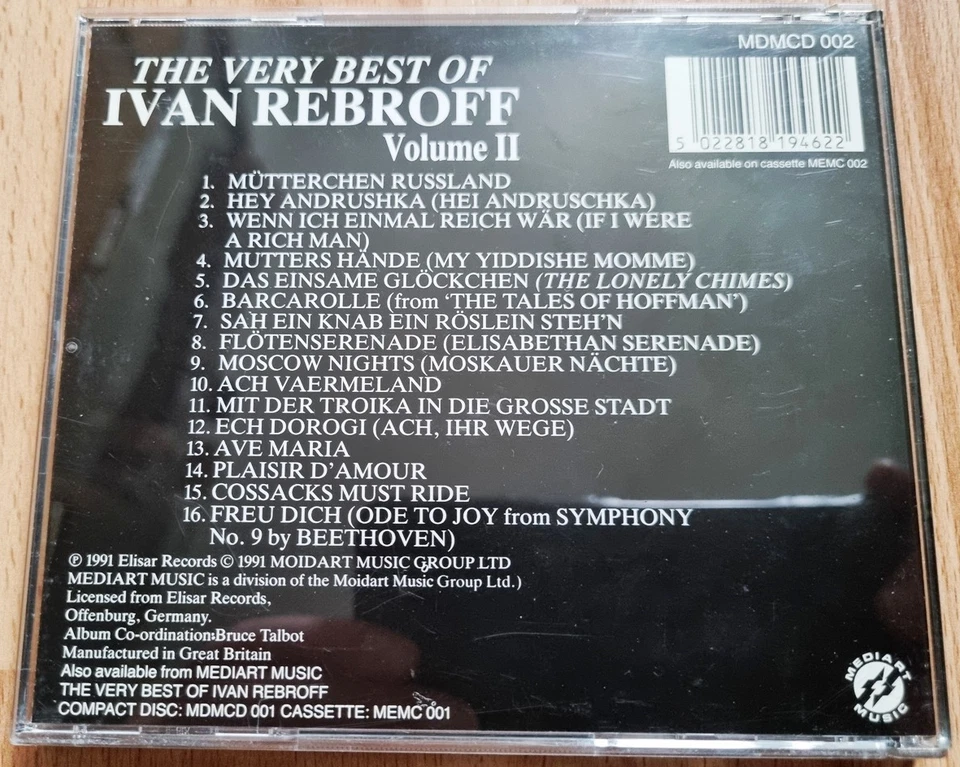 MDMCD 002
THE VERY BEST OF
IVAN REBROFF
Volume II
5 022818 194622
Also available on cassette MEMC 002
1. MÜTTERCHEN RUSSLAND
2. HEY ANDRUSHKA (HEI ANDRUSCHKA)
3. WENN ICH EINMAL REICH WÄR (IF I WERE
A RICH MAN)
4. MUTTERS HÄNDE (MY YIDDISHE MOMME)
5. DAS EINSAME GLÖCKCHEN (THE LONELY CHIMES)
6. BARCAROLLE (from ‘THE TALES OF HOFFMAN’)
7. SAH EIN KNAB EIN RÖSLEIN STEH’N
8. FLÖTENSERENADE (ELISABETHAN SERENADE)
9. MOSCOW NIGHTS (MOSKAUER NÄCHTE)
10. ACH VAERMELAND
11. MIT DER TROIKA IN DIE GROSSE STADT
12. ECH DOROGI (ACH, IHR WEGE)
13. AVE MARIA
14. PLAISIR D’AMOUR
15. COSSACKS MUST RIDE
16. FREU DICH (ODE TO JOY from SYMPHONY
No. 9 by BEETHOVEN)
℗ 1991 Elisar Records © 1991 MOIDART MUSIC GROUP LTD
MEDIART MUSIC is a division of the Moidart Music Group Ltd.)
Licensed from Elisar Records,
Offenburg, Germany.
Album Co-ordination: Bruce Talbot
Manufactured in Great Britain
Also available from MEDIART MUSIC
THE VERY BEST OF IVAN REBROFF
COMPACT DISC: MDMCD 001 CASSETTE: MEMC 001
MEDIART
MUSIC